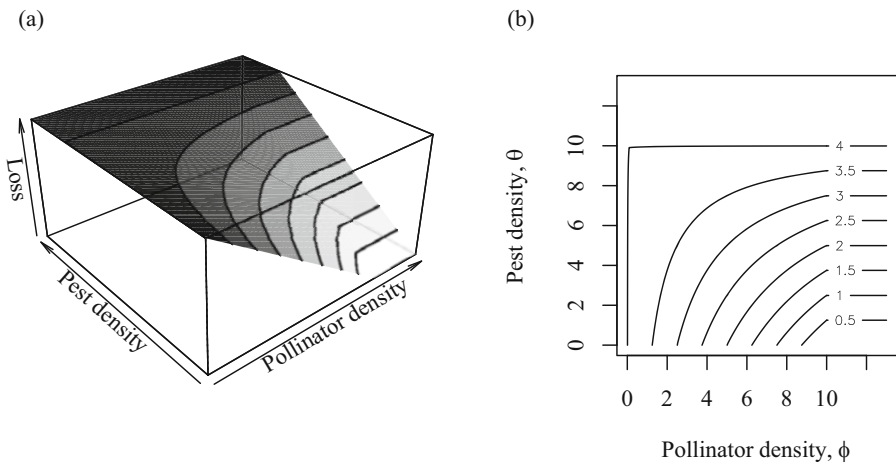 (a)
Loss
Pest density
Pollinator density
(b)
Pest density, θ
10
8
6
4
2
0
4
3.5
3
2.5
2
1.5
1
0.5
0 2 4 6 8 10
Pollinator density, ϕ